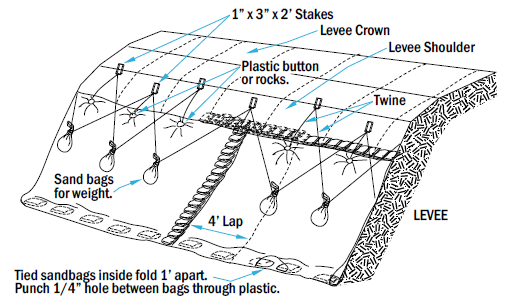 1” x 3” x 2’ Stakes
Levee Crown
Levee Shoulder
Plastic button
or rocks.
Twine
Sand bags
for weight.
4’ Lap
LEVEE
Tied sandbags inside fold 1’ apart.
Punch 1/4” hole between bags through plastic.